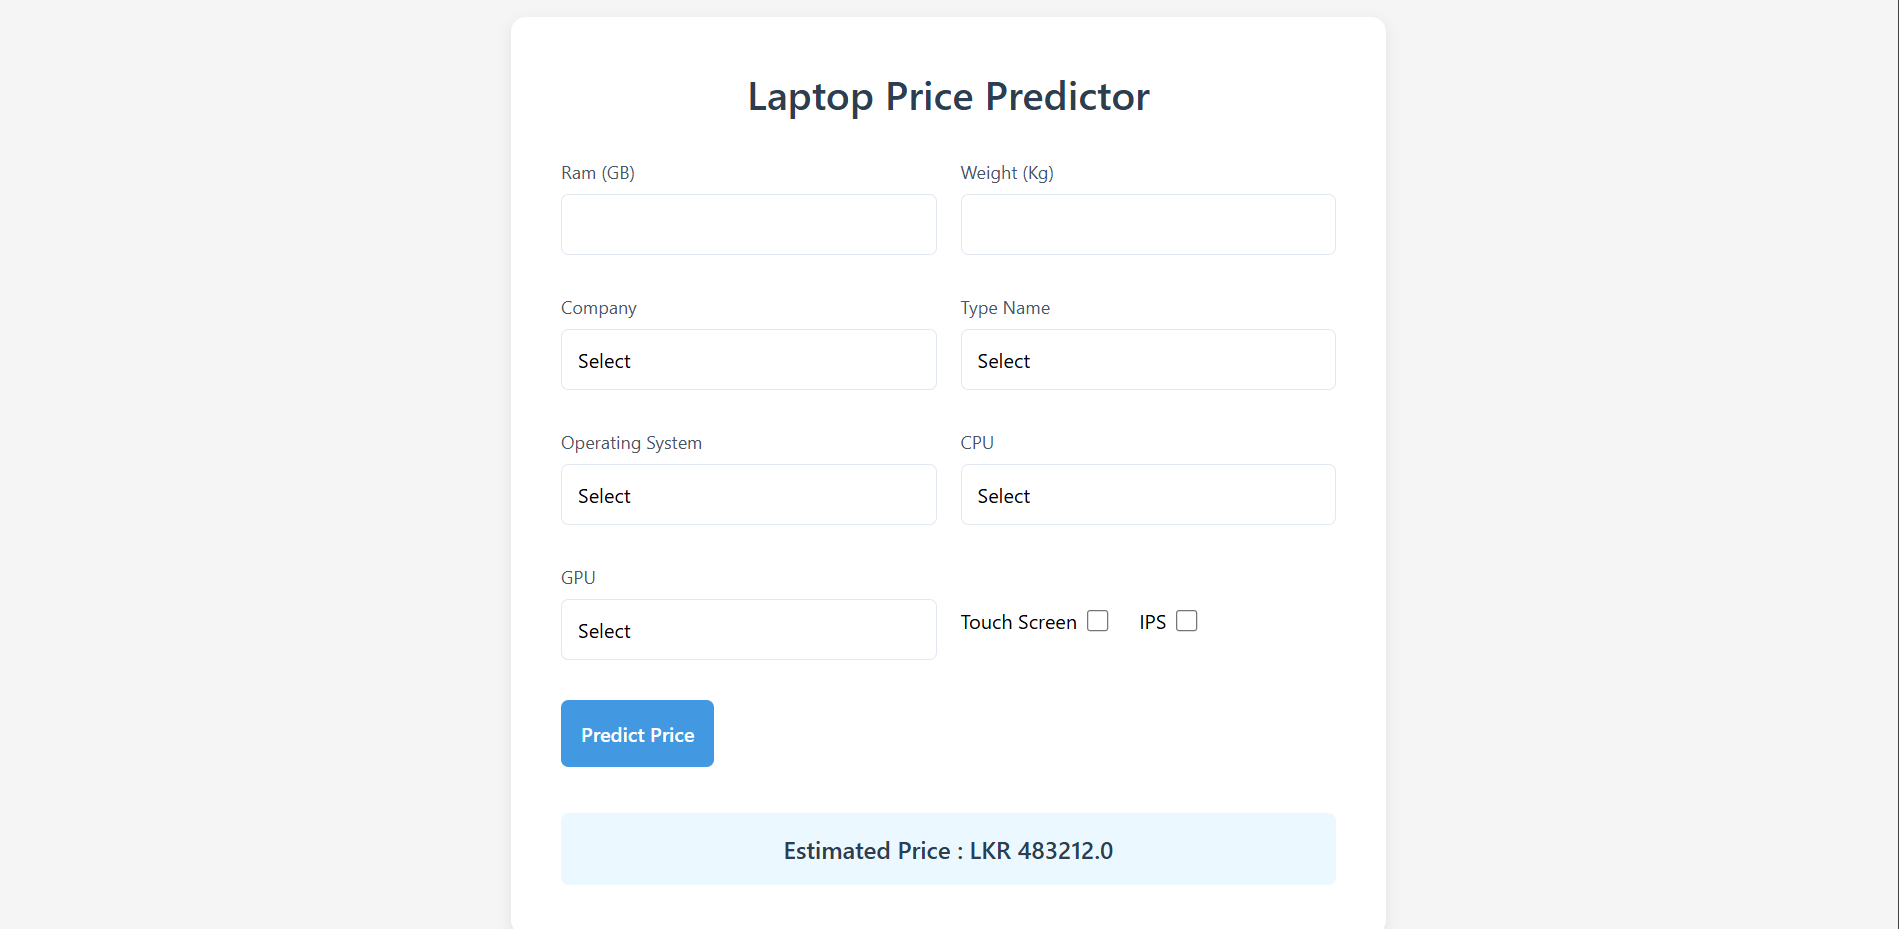 Laptop Price Predictor
Ram (GB)
Weight (Kg)
Company
Type Name
Select
Select
Operating System
CPU
Select
Select
GPU
Select
Touch Screen
IPS
Predict Price
Estimated Price : LKR 483212.0